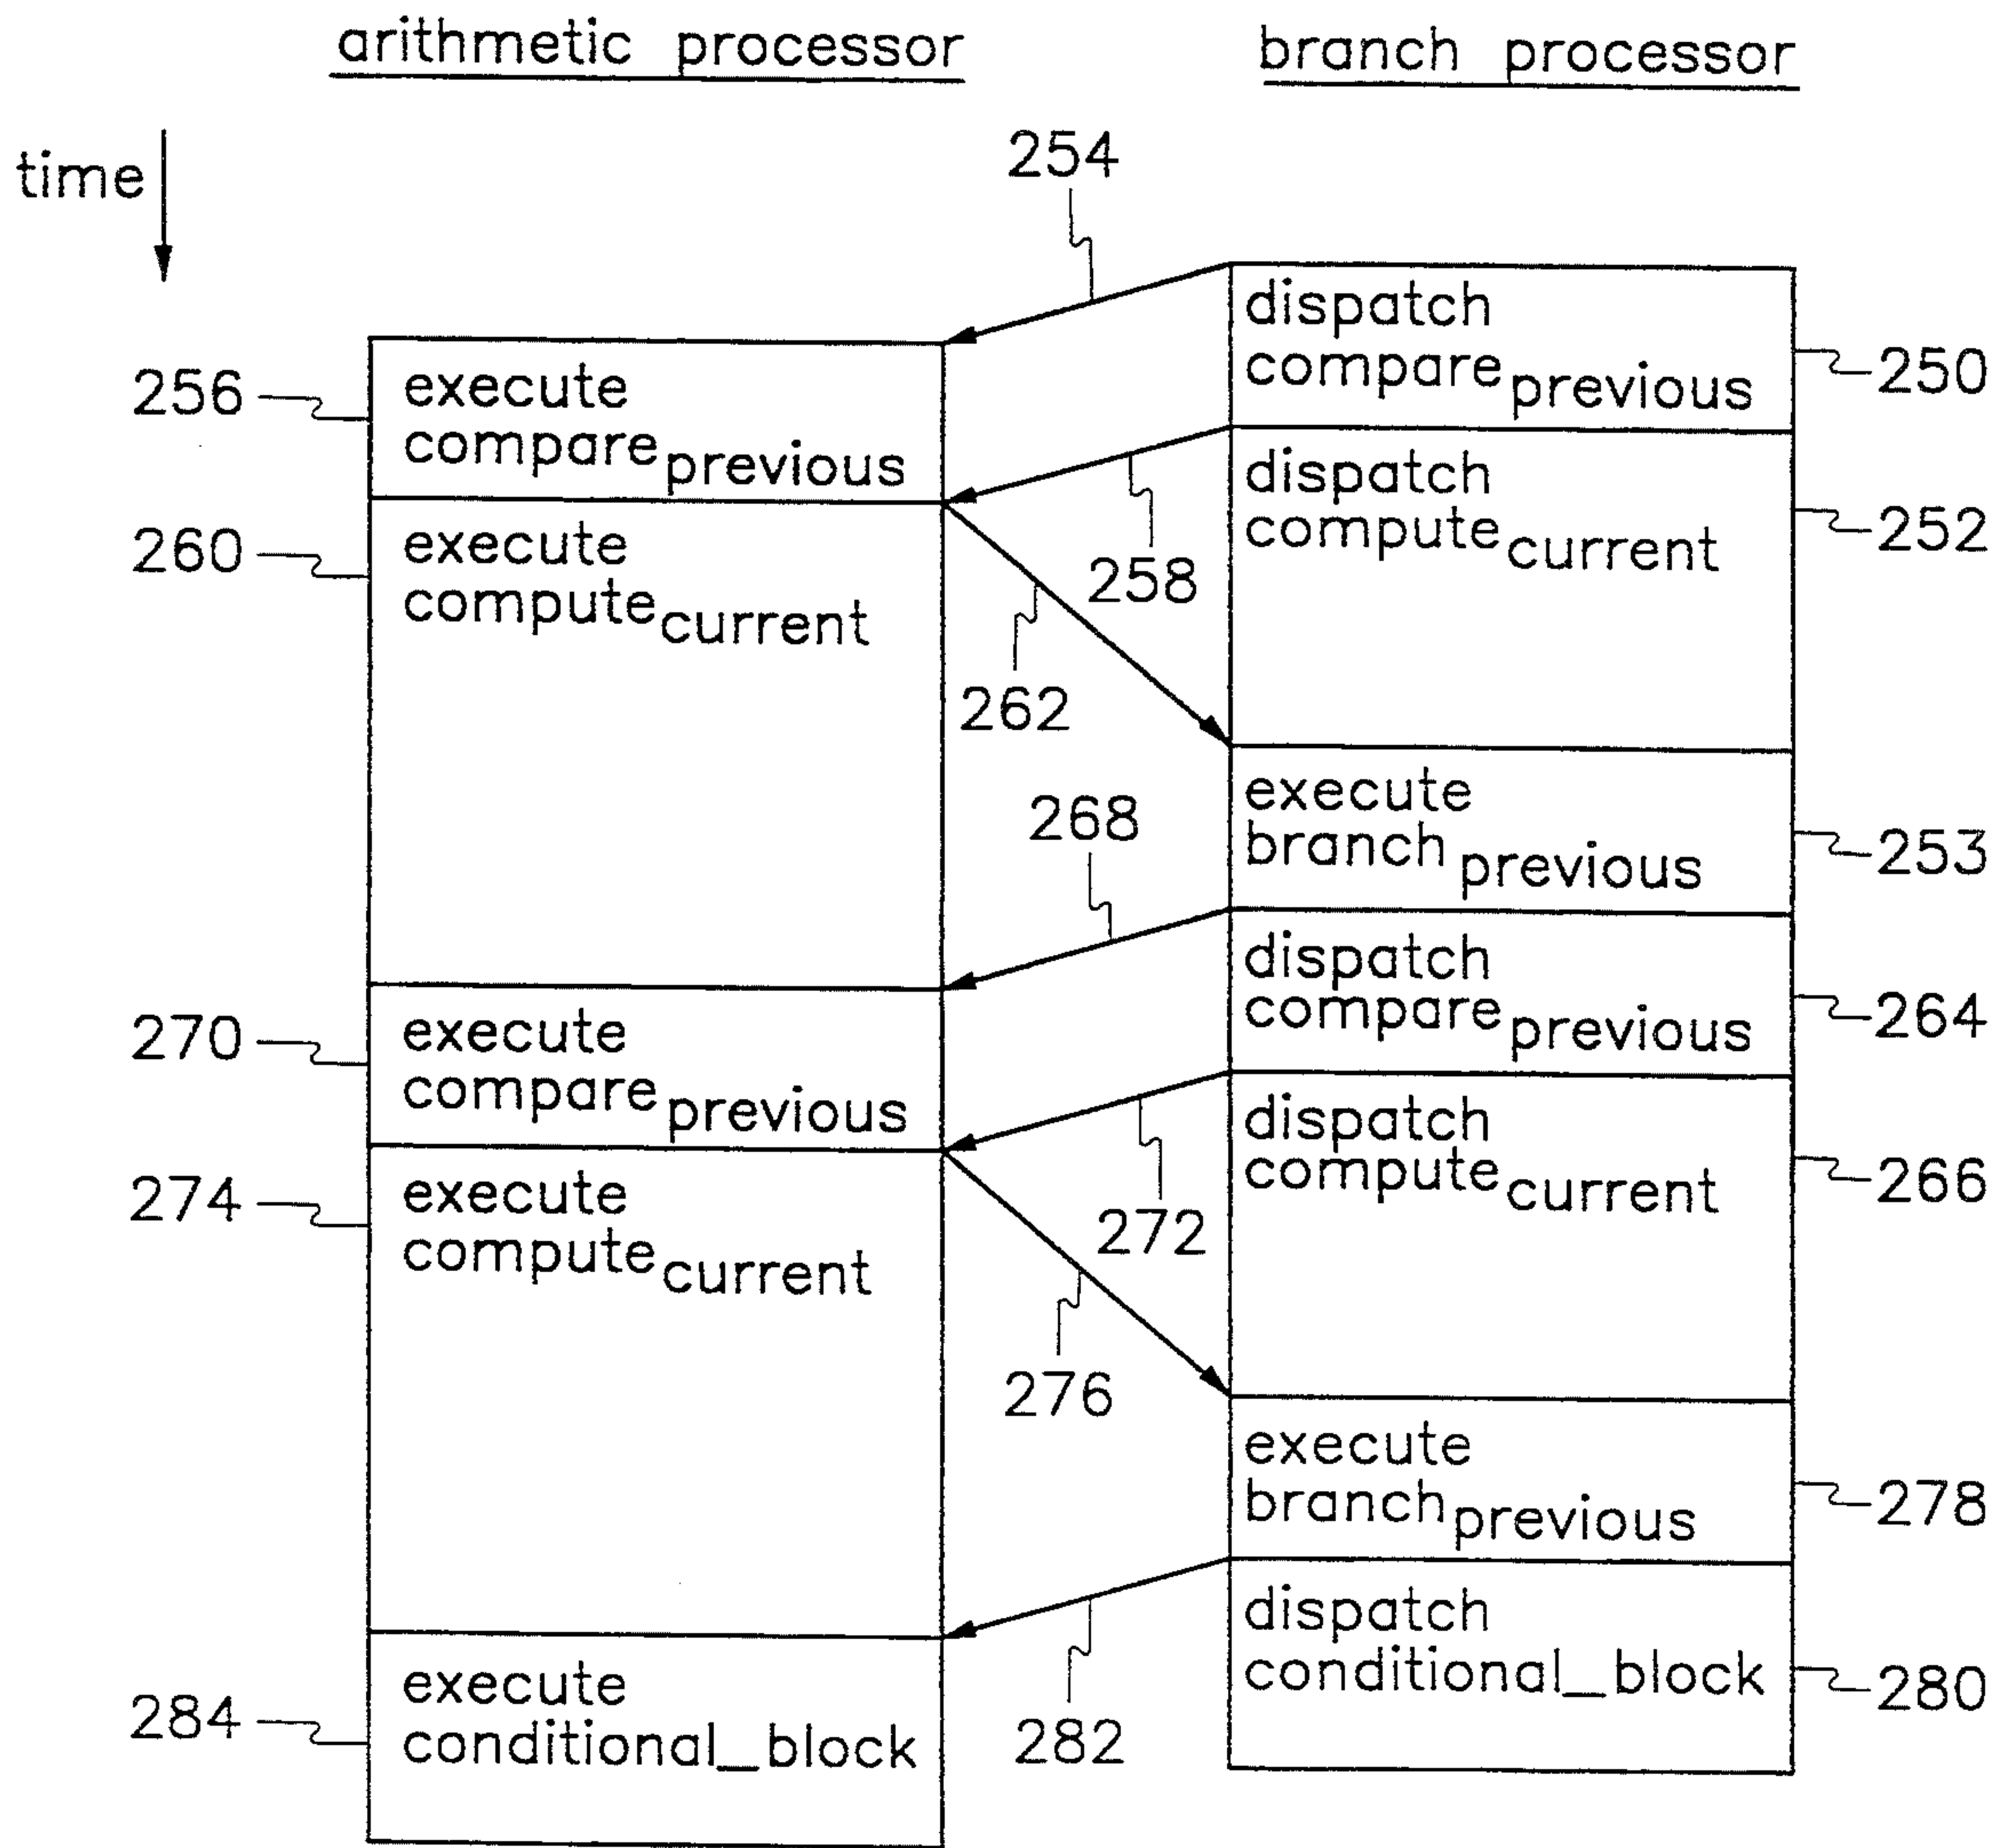 arithmetic processor
branch processor
time
254
dispatch
compare previous
250
256
execute
compare previous
dispatch
compute current
252
260
execute
compute current
258
262
execute
branch previous
253
268
dispatch
compare previous
264
270
execute
compare previous
dispatch
compute current
266
274
execute
compute current
272
276
execute
branch previous
278
dispatch
conditional_block
280
284
execute
conditional_block
282